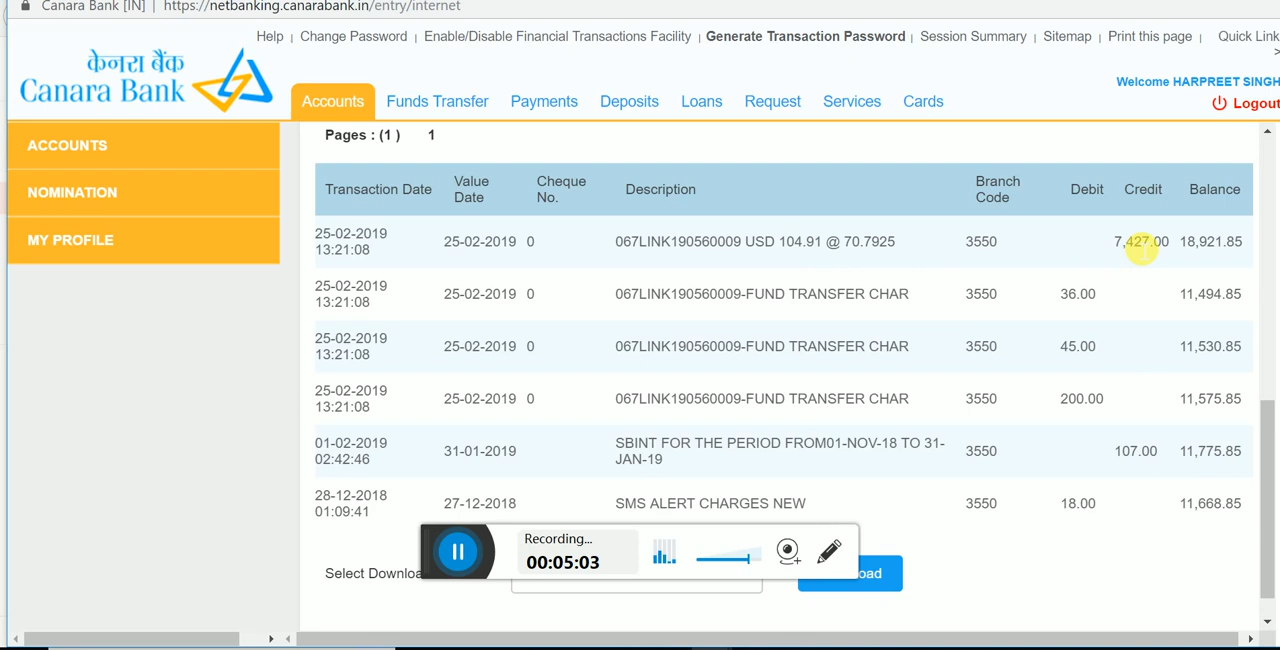 Canara Bank [IN] | https://netbanking.canarabank.in/entry/internet
Help | Change Password | Enable/Disable Financial Transactions Facility | Generate Transaction Password | Session Summary | Sitemap | Print this page | Quick Link
>
केनरा बैंक
Canara Bank
Welcome HARPREET SINGH
Logout
Accounts Funds Transfer Payments Deposits Loans Request Services Cards
ACCOUNTS
NOMINATION
MY PROFILE
Pages : (1 ) 1
Transaction Date Value Date Cheque No. Description Branch Code Debit Credit Balance
25-02-2019 13:21:08 25-02-2019 0 067LINK190560009 USD 104.91 @ 70.7925 3550 7,427.00 18,921.85
25-02-2019 13:21:08 25-02-2019 0 067LINK190560009-FUND TRANSFER CHAR 3550 36.00 11,494.85
25-02-2019 13:21:08 25-02-2019 0 067LINK190560009-FUND TRANSFER CHAR 3550 45.00 11,530.85
25-02-2019 13:21:08 25-02-2019 0 067LINK190560009-FUND TRANSFER CHAR 3550 200.00 11,575.85
01-02-2019 02:42:46 31-01-2019 SBINT FOR THE PERIOD FROM01-NOV-18 TO 31-JAN-19 3550 107.00 11,775.85
28-12-2018 01:09:41 27-12-2018 SMS ALERT CHARGES NEW 3550 18.00 11,668.85
Recording...
00:05:03
Select Downloa
oad